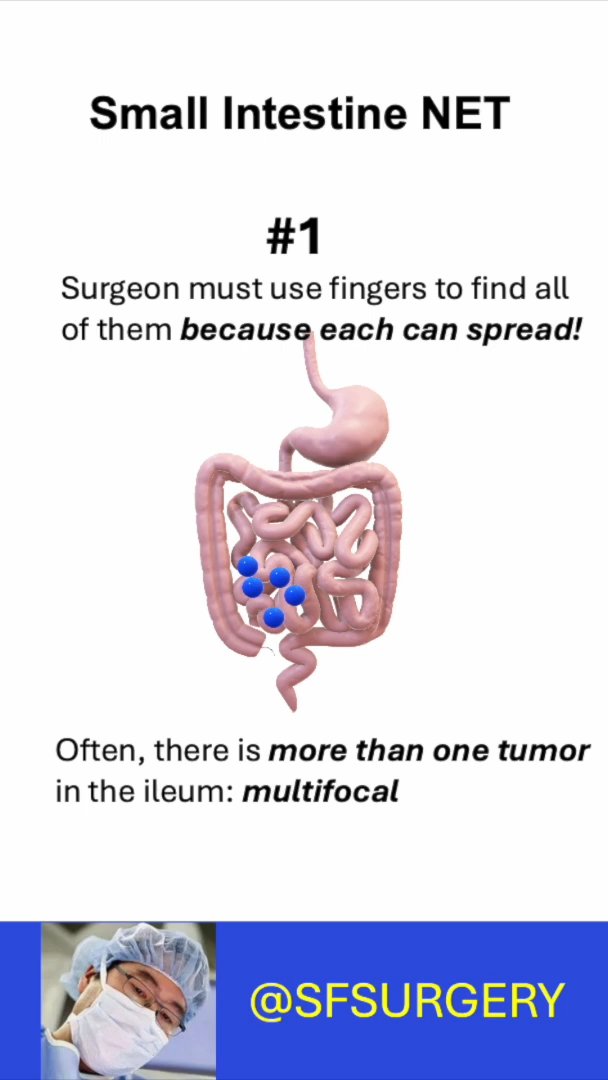 Small Intestine NET
#1
Surgeon must use fingers to find all
of them because each can spread!
Often, there is more than one tumor
in the ileum: multifocal
@SFSURGERY